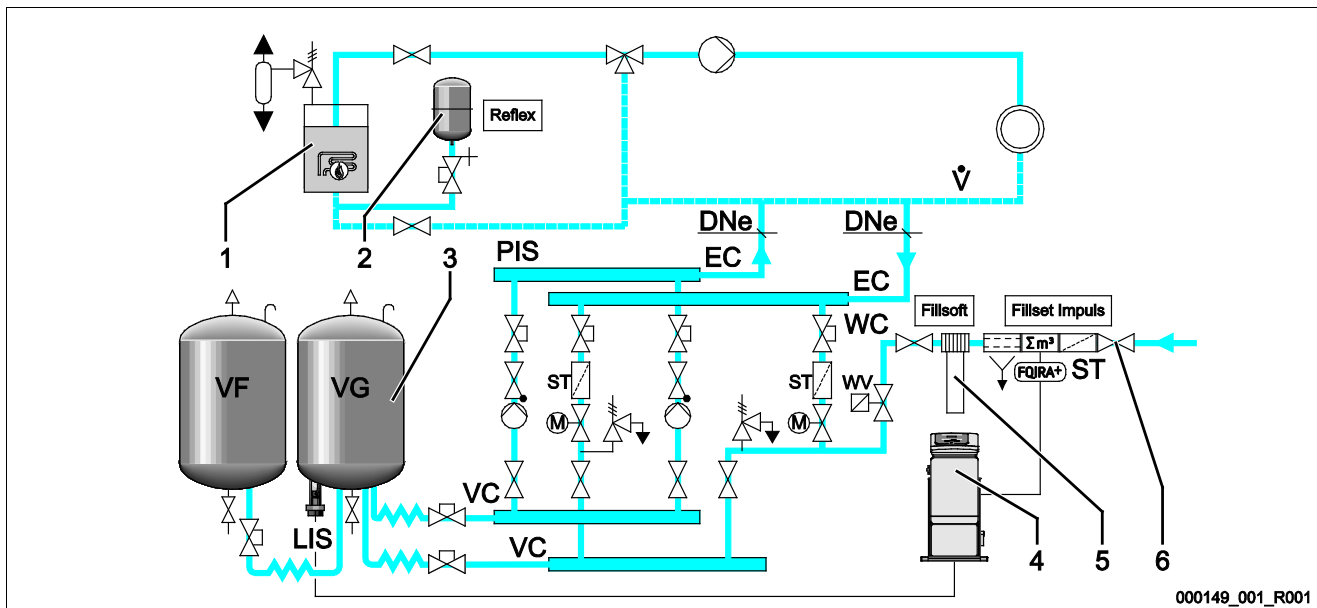 Reflex
1
2
3
V̇
DNe
DNe
PIS
EC
EC
Fillsoft
Fillset Impuls
WC
Σm³
FQIRA+
ST
VF
VG
ST
ST
WV
M
M
VC
LIS
VC
4
5
6
000149_001_R001